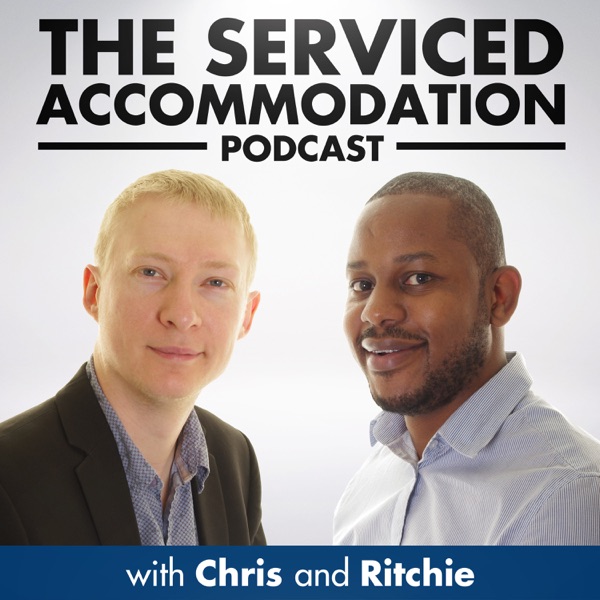 THE SERVICED
ACCOMMODATION
PODCAST
with Chris and Ritchie